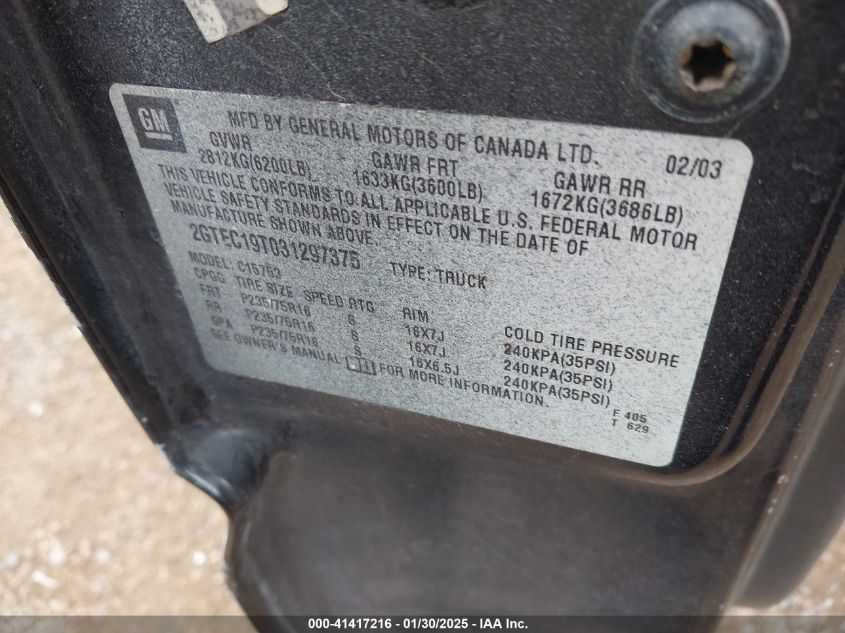 GM
MFD BY GENERAL MOTORS OF CANADA LTD. 02/03
GVWR GAWR FRT GAWR RR
2812KG(6200LB) 1633KG(3600LB) 1672KG(3686LB)
THIS VEHICLE CONFORMS TO ALL APPLICABLE U.S. FEDERAL MOTOR
VEHICLE SAFETY STANDARDS IN EFFECT ON THE DATE OF
MANUFACTURE SHOWN ABOVE.
2GTEC19T031297375 TYPE: TRUCK
MODEL: C15753
CPGG TIRE SIZE SPEED RTG RIM COLD TIRE PRESSURE
FRT P235/75R16 S 16X7J 240KPA(35PSI)
RR P235/75R16 S 16X7J 240KPA(35PSI)
SPA P235/75R16 S 16X6.5J 240KPA(35PSI)
SEE OWNER'S MANUAL FOR MORE INFORMATION.
F 405
T 629
000-41417216 - 01/30/2025 - IAA Inc.